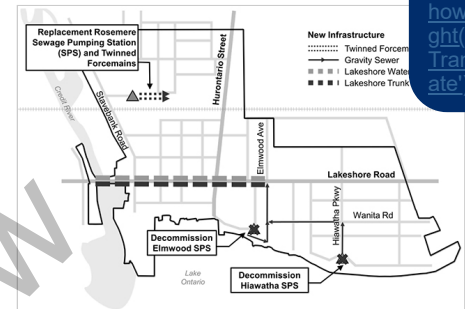 how
ght(
Tran
ate'
Replacement Rosemere
Sewage Pumping Station
(SPS) and Twinned
Forcemains
Hurontario Street
New Infrastructure
Twinned Forcem
Gravity Sewer
Lakeshore Water
Lakeshore Trunk
Credit River
Stavebank Road
Elmwood Ave
Lakeshore Road
Hiawatha Pkwy
Wanita Rd
Decommission
Elmwood SPS
Decommission
Hiawatha SPS
Lake
Ontario
W